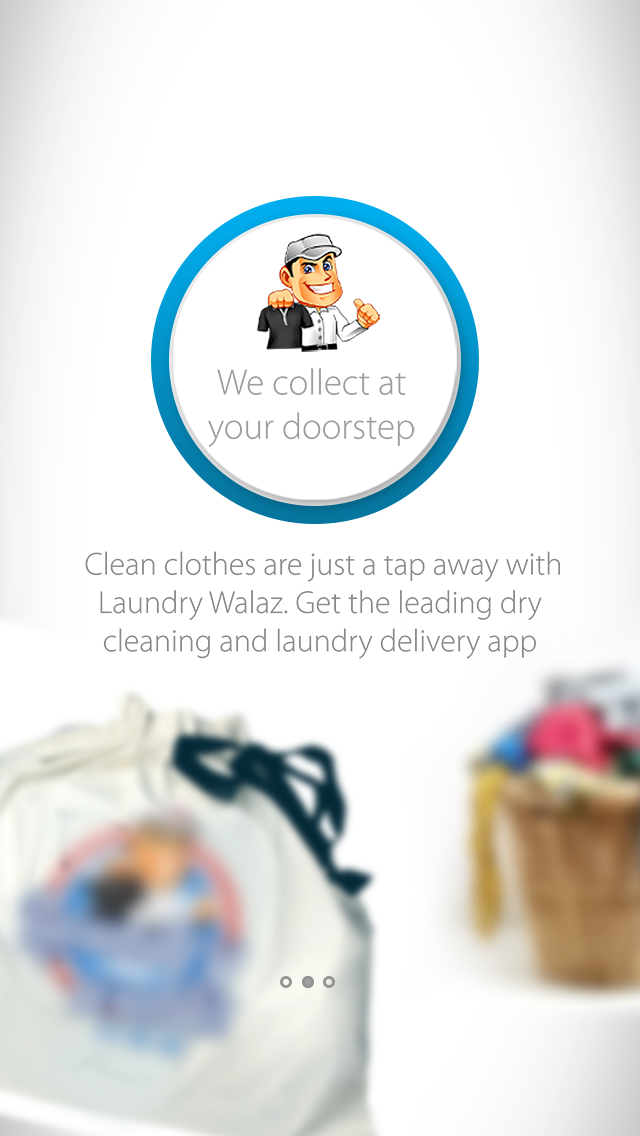 We collect at
your doorstep
Clean clothes are just a tap away with
Laundry Walaz. Get the leading dry
cleaning and laundry delivery app